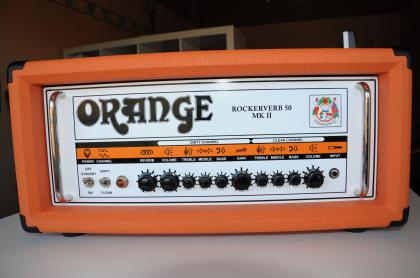 ORANGE
ROCKERVERB 50
MK II
DIRTY CHANNEL
CLEAN CHANNEL
POWER CHANNEL REVERB VOLUME TREBLE MIDDLE BASS GAIN TREBLE MIDDLE BASS VOLUME INPUT
OFF DIRTY
STANDBY
ON CLEAN